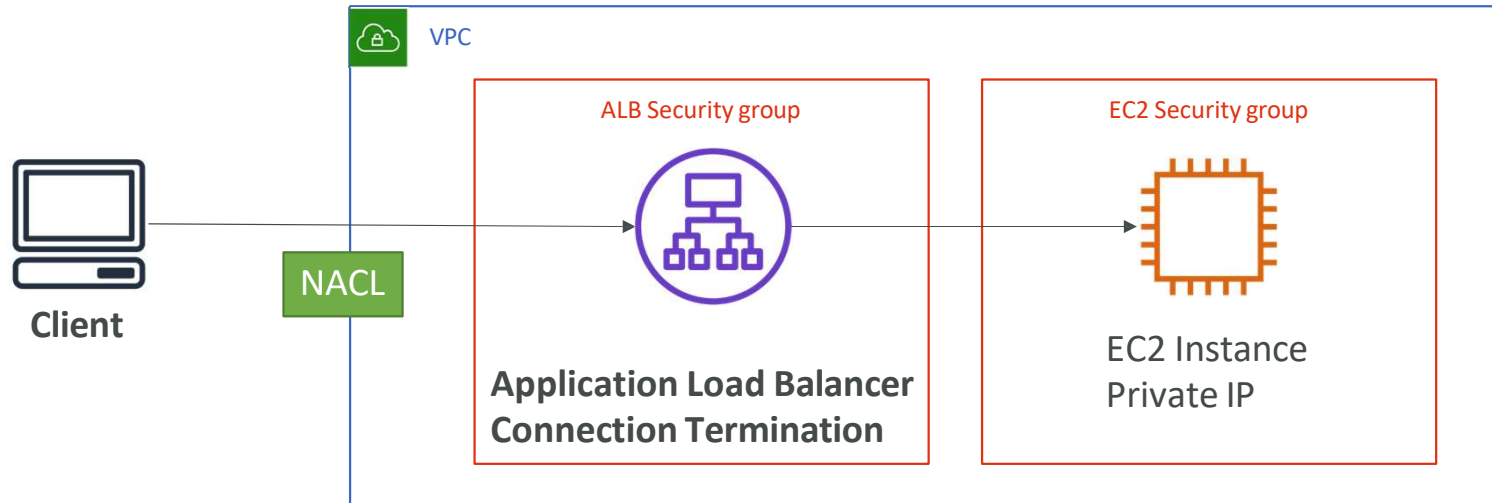 VPC
ALB Security group
EC2 Security group
NACL
Client
Application Load Balancer
Connection Termination
EC2 Instance
Private IP